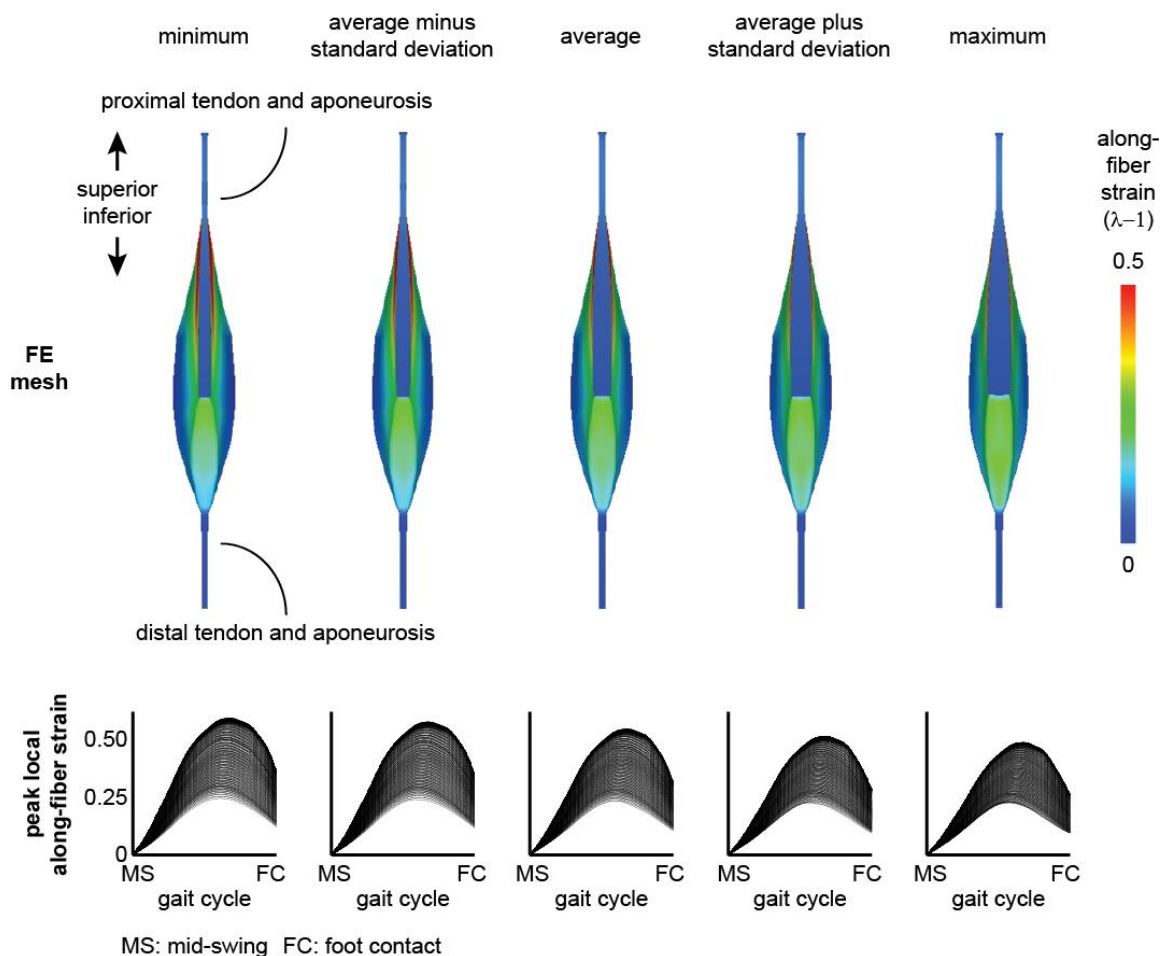 minimum
average minus
standard deviation
average
average plus
standard deviation
maximum
proximal tendon and aponeurosis
superior
inferior
along-
fiber
strain
(λ–1)
0.5
0
FE
mesh
distal tendon and aponeurosis
peak local
along-fiber strain
0.50
0.25
0
MS FC
gait cycle
MS FC
gait cycle
MS FC
gait cycle
MS FC
gait cycle
MS FC
gait cycle
MS: mid-swing FC: foot contact